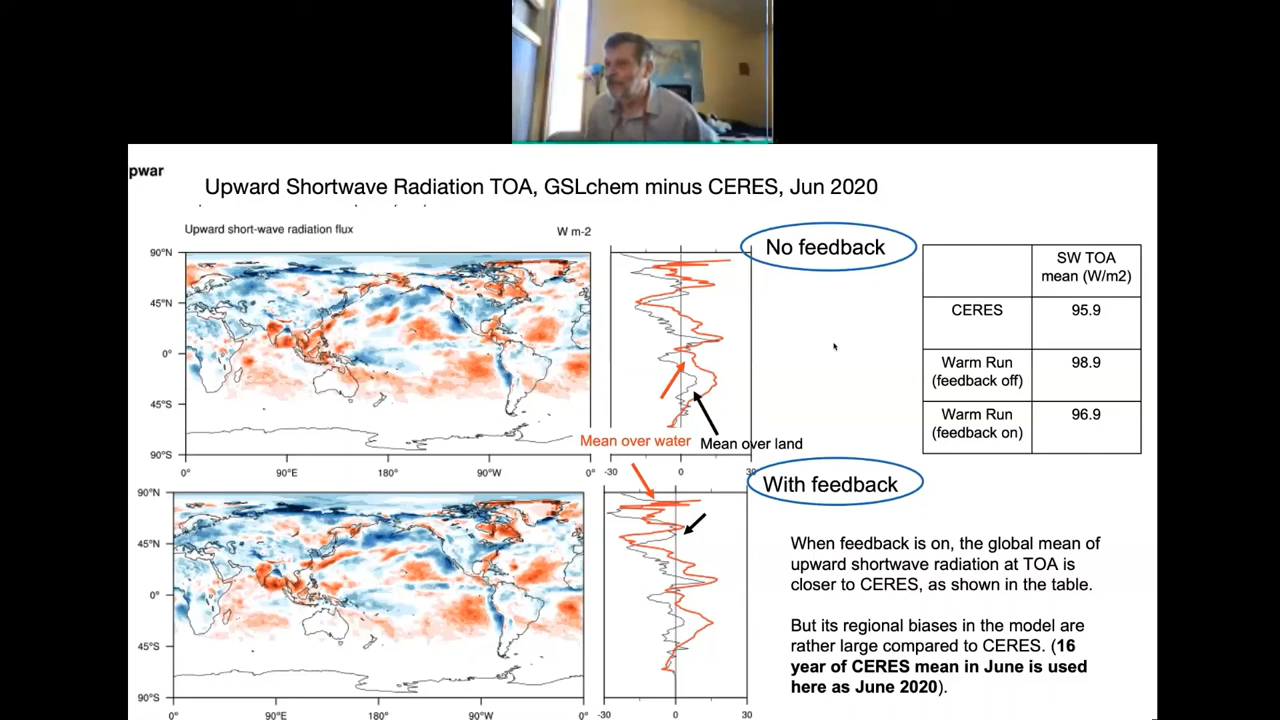 pwar
Upward Shortwave Radiation TOA, GSLchem minus CERES, Jun 2020
Upward short-wave radiation flux W m-2
No feedback
90°N
45°N
0°
45°S
90°S
0° 90°E 180° 90°W 0°
-30 0 30
Mean over water
Mean over land
With feedback
90°N
45°N
0°
45°S
90°S
0° 90°E 180° 90°W 0°
-30 0 30
SW TOA
mean (W/m2)
CERES 95.9
Warm Run
(feedback off) 98.9
Warm Run
(feedback on) 96.9
When feedback is on, the global mean of
upward shortwave radiation at TOA is
closer to CERES, as shown in the table.
But its regional biases in the model are
rather large compared to CERES. (16
year of CERES mean in June is used
here as June 2020).